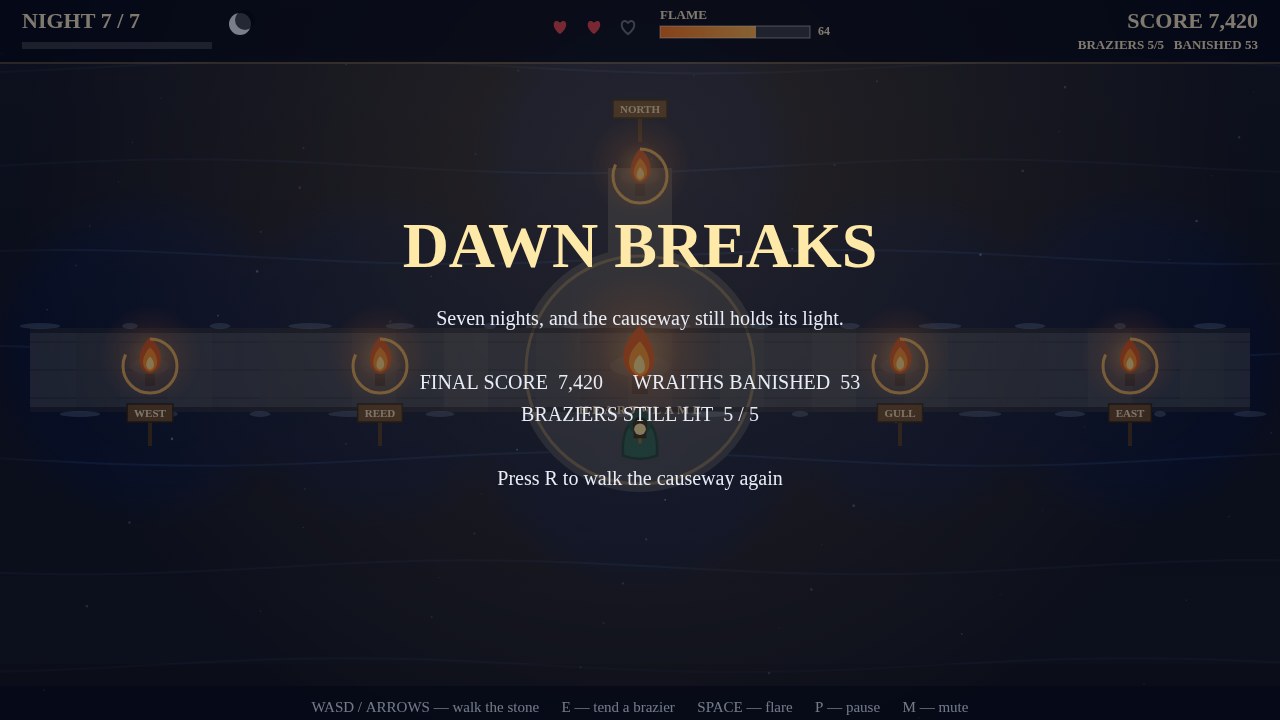 NIGHT 7 / 7
FLAME
64
SCORE 7,420
BRAZIERS 5/5 BANISHED 53
NORTH
DAWN BREAKS
Seven nights, and the causeway still holds its light.
FINAL SCORE 7,420 WRAITHS BANISHED 53
BRAZIERS STILL LIT 5 / 5
WEST
REED
GULL
EAST
Press R to walk the causeway again
WASD / ARROWS — walk the stone E — tend a brazier SPACE — flare P — pause M — mute